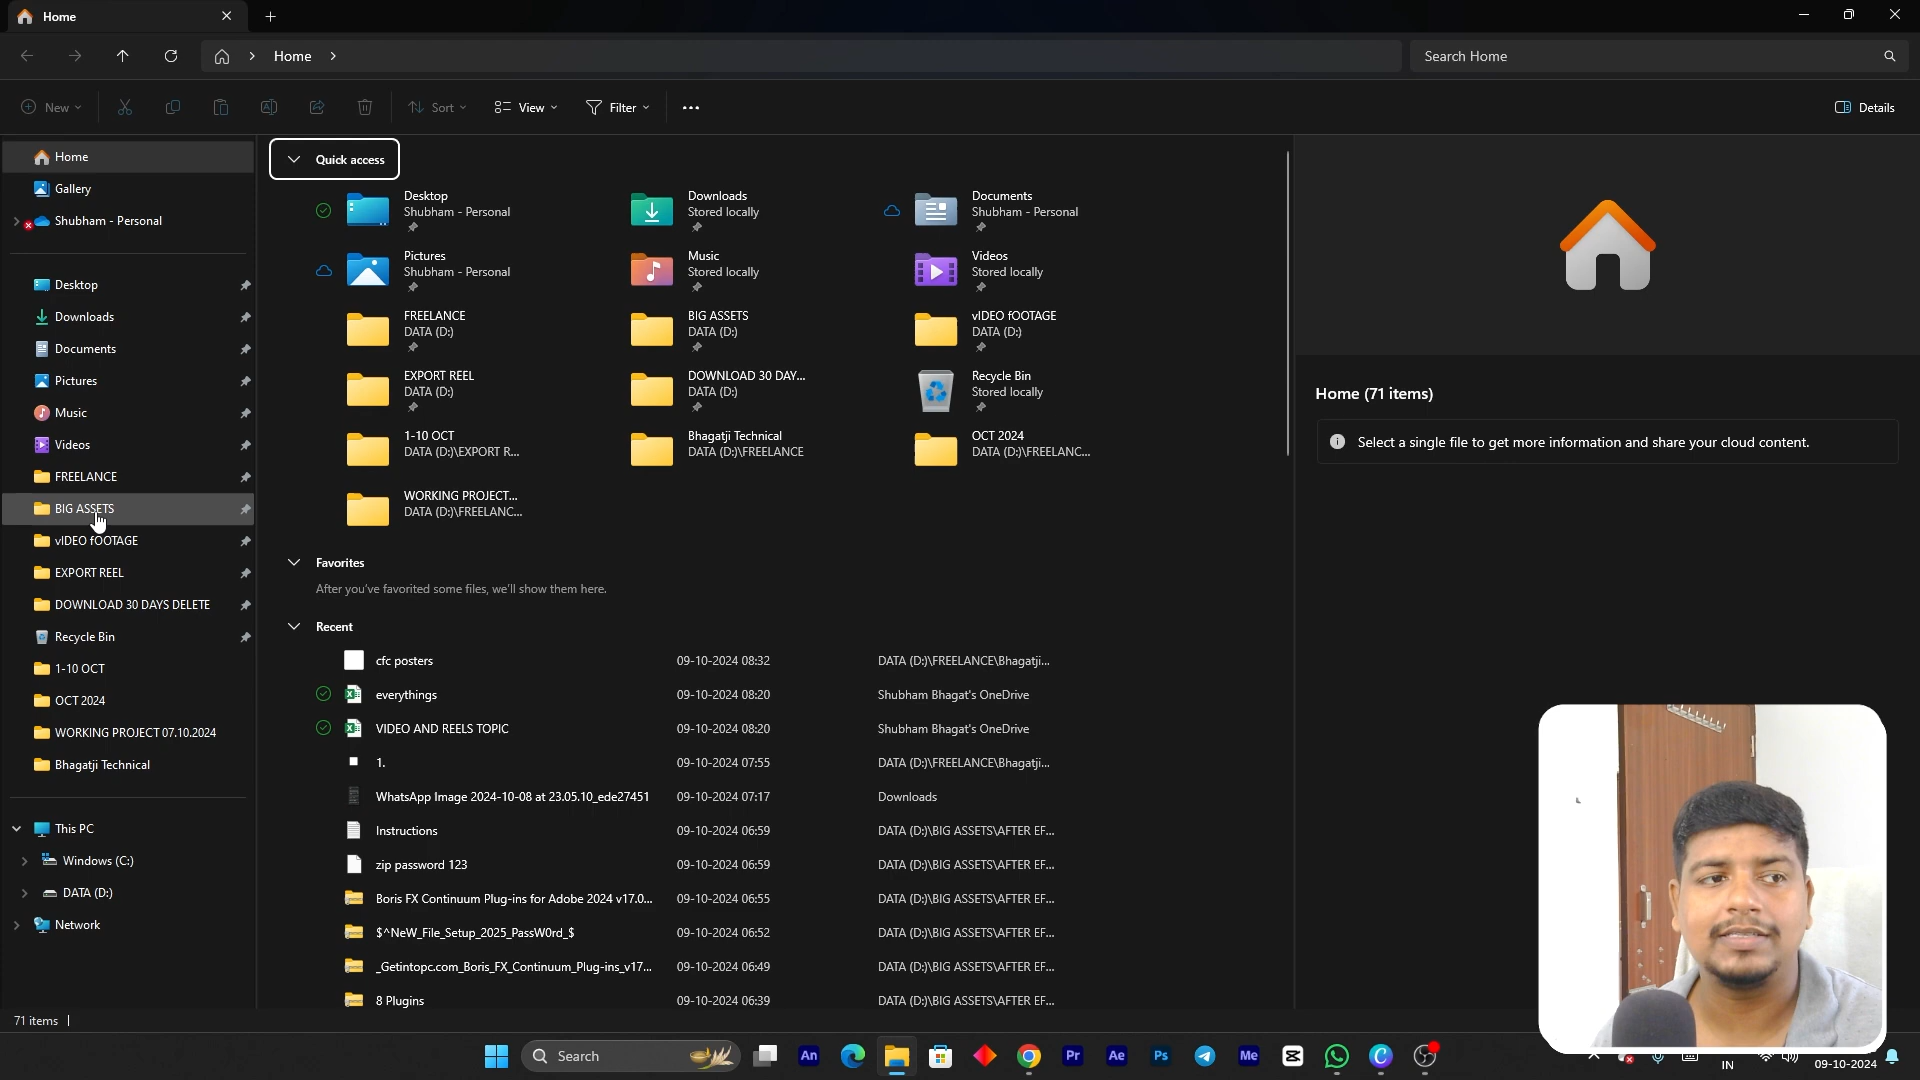 Home
Home
Search Home
New
Sort
View
Filter
Details
Home
Gallery
Shubham - Personal
Desktop
Downloads
Documents
Pictures
Music
Videos
FREELANCE
BIG ASSETS
vIDEO fOOTAGE
EXPORT REEL
DOWNLOAD 30 DAYS DELETE
Recycle Bin
1-10 OCT
OCT 2024
WORKING PROJECT 07.10.2024
Bhagatji Technical
This PC
Windows (C:)
DATA (D:)
Network
71 items
Quick access
Desktop
Shubham - Personal
Downloads
Stored locally
Documents
Shubham - Personal
Pictures
Shubham - Personal
Music
Stored locally
Videos
Stored locally
FREELANCE
DATA (D:)
BIG ASSETS
DATA (D:)
vIDEO fOOTAGE
DATA (D:)
EXPORT REEL
DATA (D:)
DOWNLOAD 30 DAY...
DATA (D:)
Recycle Bin
Stored locally
1-10 OCT
DATA (D:)\EXPORT R...
Bhagatji Technical
DATA (D:)\FREELANCE
OCT 2024
DATA (D:)\FREELANC...
WORKING PROJECT...
DATA (D:)\FREELANC...
Favorites
After you've favorited some files, we'll show them here.
Recent
cfc posters 09-10-2024 08:32 DATA (D:)\FREELANCE\Bhagatji...
everythings 09-10-2024 08:20 Shubham Bhagat's OneDrive
VIDEO AND REELS TOPIC 09-10-2024 08:20 Shubham Bhagat's OneDrive
1. 09-10-2024 07:55 DATA (D:)\FREELANCE\Bhagatji...
WhatsApp Image 2024-10-08 at 23.05.10_ede27451 09-10-2024 07:17 Downloads
Instructions 09-10-2024 06:59 DATA (D:)\BIG ASSETS\AFTER EF...
zip password 123 09-10-2024 06:59 DATA (D:)\BIG ASSETS\AFTER EF...
Boris FX Continuum Plug-ins for Adobe 2024 v17.0... 09-10-2024 06:55 DATA (D:)\BIG ASSETS\AFTER EF...
$^NeW_File_Setup_2025_PassW0rd_$ 09-10-2024 06:52 DATA (D:)\BIG ASSETS\AFTER EF...
_Getintopc.com_Boris_FX_Continuum_Plug-ins_v17... 09-10-2024 06:49 DATA (D:)\BIG ASSETS\AFTER EF...
8 Plugins 09-10-2024 06:39 DATA (D:)\BIG ASSETS\AFTER EF...
Home (71 items)
Select a single file to get more information and share your cloud content.
Search
An
Pr
Ae
Ps
Me
IN
09-10-2024